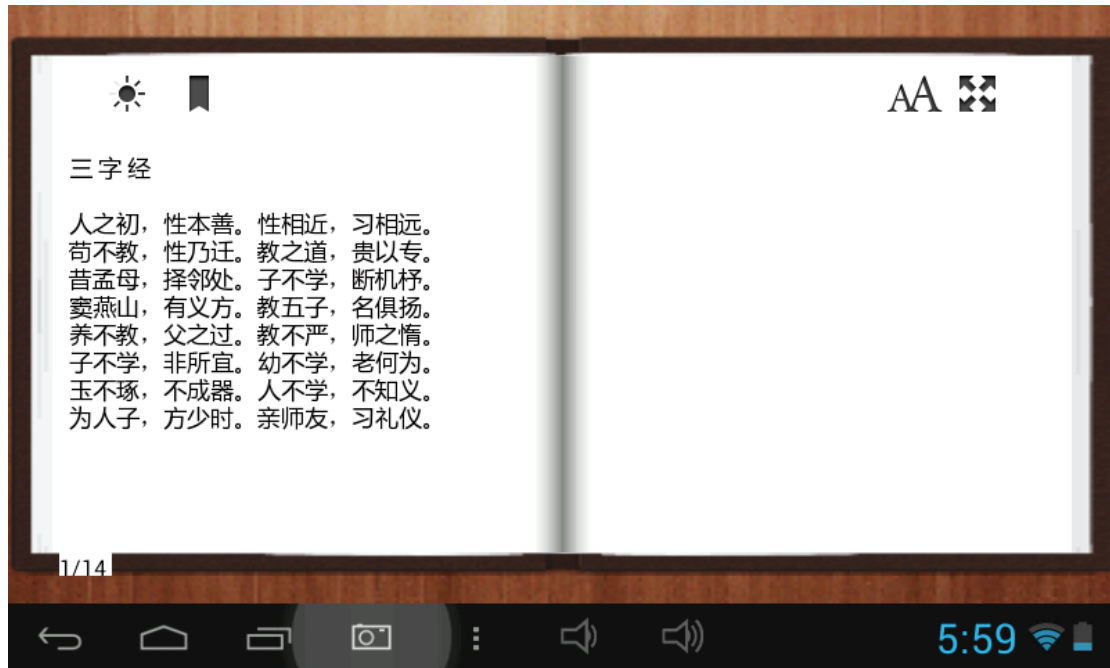 AA
三字经
人之初，性本善。性相近，习相远。
苟不教，性乃迁。教之道，贵以专。
昔孟母，择邻处。子不学，断机杼。
窦燕山，有义方。教五子，名俱扬。
养不教，父之过。教不严，师之惰。
子不学，非所宜。幼不学，老何为。
玉不琢，不成器。人不学，不知义。
为人子，方少时。亲师友，习礼仪。
1/14
5:59